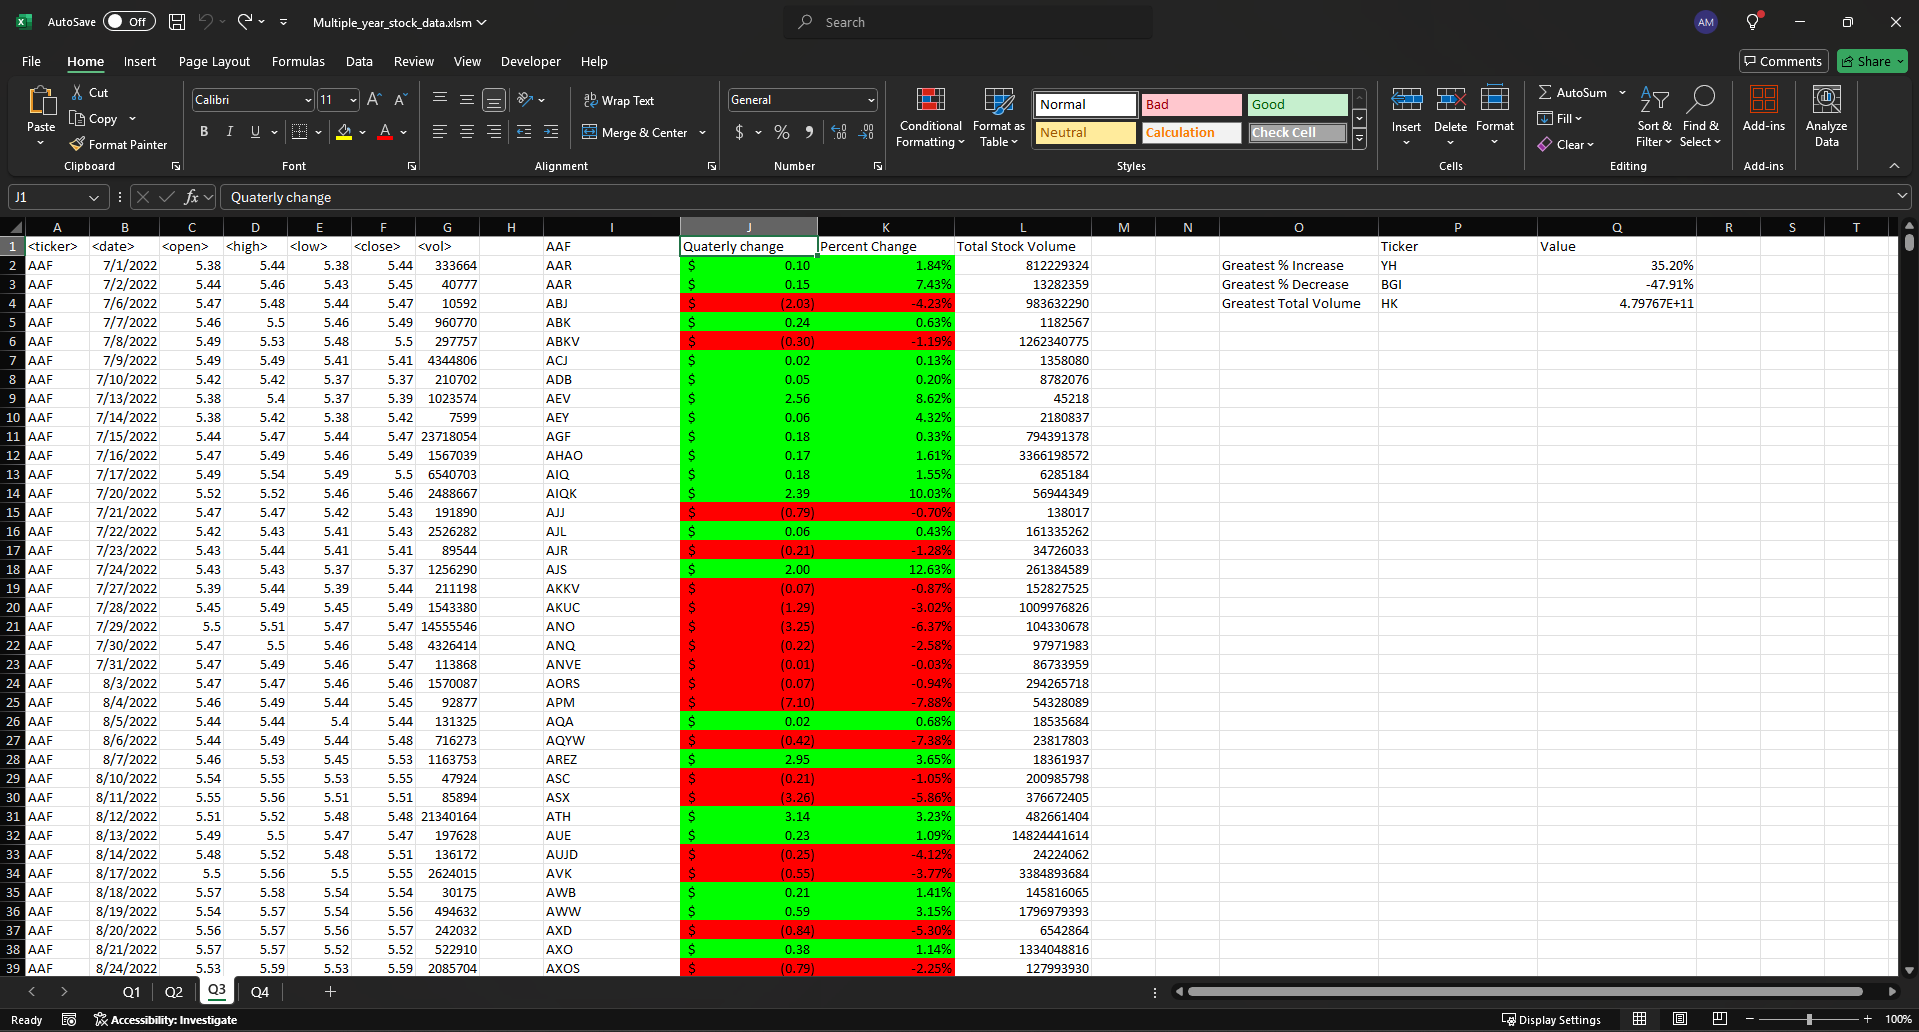 AutoSave Off Multiple_year_stock_data.xlsm Search AM
File Home Insert Page Layout Formulas Data Review View Developer Help Comments Share
Paste
Cut
Copy
Format Painter
Clipboard
Calibri 11
B I U
Font
Wrap Text
Merge & Center
Alignment
General
$ %
Number
Conditional Formatting
Format as Table
Normal Bad Good
Neutral Calculation Check Cell
Styles
Insert Delete Format
Cells
AutoSum
Fill
Clear
Sort & Filter
Find & Select
Editing
Add-ins
Add-ins
Analyze Data
J1 fx Quaterly change
A B C D E F G H I J K L M N O P Q R S T
1 <ticker> <date> <open> <high> <low> <close> <vol> AAF Quaterly change Percent Change Total Stock Volume Ticker Value
2 AAF 7/1/2022 5.38 5.44 5.38 5.44 333664 AAR $ 0.10 1.84% 812229324 Greatest % Increase YH 35.20%
3 AAF 7/2/2022 5.44 5.46 5.43 5.45 40777 AAR $ 0.15 7.43% 13282359 Greatest % Decrease BGI -47.91%
4 AAF 7/6/2022 5.47 5.48 5.44 5.47 10592 ABJ $ (2.03) -4.23% 983632290 Greatest Total Volume HK 4.79767E+11
5 AAF 7/7/2022 5.46 5.5 5.46 5.49 960770 ABK $ 0.24 0.63% 1182567
6 AAF 7/8/2022 5.49 5.53 5.48 5.5 297757 ABKV $ (0.30) -1.19% 1262340775
7 AAF 7/9/2022 5.49 5.49 5.41 5.41 4344806 ACJ $ 0.02 0.13% 1358080
8 AAF 7/10/2022 5.42 5.42 5.37 5.37 210702 ADB $ 0.05 0.20% 8782076
9 AAF 7/13/2022 5.38 5.4 5.37 5.39 1023574 AEV $ 2.56 8.62% 45218
10 AAF 7/14/2022 5.38 5.42 5.38 5.42 7599 AEY $ 0.06 4.32% 2180837
11 AAF 7/15/2022 5.44 5.47 5.44 5.47 23718054 AGF $ 0.18 0.33% 794391378
12 AAF 7/16/2022 5.47 5.49 5.46 5.49 1567039 AHAO $ 0.17 1.61% 3366198572
13 AAF 7/17/2022 5.49 5.54 5.49 5.5 6540703 AIQ $ 0.18 1.55% 6285184
14 AAF 7/20/2022 5.52 5.52 5.46 5.46 2488667 AIQK $ 2.39 10.03% 56944349
15 AAF 7/21/2022 5.47 5.47 5.42 5.43 191890 AJJ $ (0.79) -0.70% 138017
16 AAF 7/22/2022 5.42 5.43 5.41 5.43 2526282 AJL $ 0.06 0.43% 161335262
17 AAF 7/23/2022 5.43 5.44 5.41 5.41 89544 AJR $ (0.21) -1.28% 34726033
18 AAF 7/24/2022 5.43 5.43 5.37 5.37 1256290 AJS $ 2.00 12.63% 261384589
19 AAF 7/27/2022 5.39 5.44 5.39 5.44 211198 AKKV $ (0.07) -0.87% 152827525
20 AAF 7/28/2022 5.45 5.49 5.45 5.49 1543380 AKUC $ (1.29) -3.02% 1009976826
21 AAF 7/29/2022 5.5 5.51 5.47 5.47 14555546 ANO $ (3.25) -6.37% 104330678
22 AAF 7/30/2022 5.47 5.5 5.46 5.48 4326414 ANQ $ (0.22) -2.58% 97971983
23 AAF 7/31/2022 5.47 5.49 5.46 5.47 113868 ANVE $ (0.01) -0.03% 86733959
24 AAF 8/3/2022 5.47 5.47 5.46 5.46 1570087 AORS $ (0.07) -0.94% 294265718
25 AAF 8/4/2022 5.46 5.49 5.44 5.45 92877 APM $ (7.10) -7.88% 54328089
26 AAF 8/5/2022 5.44 5.44 5.4 5.44 131325 AQA $ 0.02 0.68% 18535684
27 AAF 8/6/2022 5.44 5.49 5.44 5.48 716273 AQYW $ (0.42) -7.38% 23817803
28 AAF 8/7/2022 5.46 5.53 5.45 5.53 1163753 AREZ $ 2.95 3.65% 18361937
29 AAF 8/10/2022 5.54 5.55 5.53 5.55 47924 ASC $ (0.21) -1.05% 200985798
30 AAF 8/11/2022 5.55 5.56 5.51 5.51 85894 ASX $ (3.26) -5.86% 376672405
31 AAF 8/12/2022 5.51 5.52 5.48 5.48 21340164 ATH $ 3.14 3.23% 482661404
32 AAF 8/13/2022 5.49 5.5 5.47 5.47 197628 AUE $ 0.23 1.09% 14824441614
33 AAF 8/14/2022 5.48 5.52 5.48 5.51 136172 AUJD $ (0.25) -4.12% 24224062
34 AAF 8/17/2022 5.5 5.56 5.5 5.55 2624015 AVK $ (0.55) -3.77% 3384893684
35 AAF 8/18/2022 5.57 5.58 5.54 5.54 30175 AWB $ 0.21 1.41% 145816065
36 AAF 8/19/2022 5.54 5.57 5.54 5.56 494632 AWW $ 0.59 3.15% 1796979393
37 AAF 8/20/2022 5.56 5.57 5.56 5.57 242032 AXD $ (0.84) -5.30% 6542864
38 AAF 8/21/2022 5.57 5.57 5.52 5.52 522910 AXO $ 0.38 1.14% 1334048816
39 AAF 8/24/2022 5.53 5.59 5.53 5.59 2085704 AXOS $ (0.79) -2.25% 127993930
Q1 Q2 Q3 Q4
Ready Accessibility: Investigate Display Settings 100%